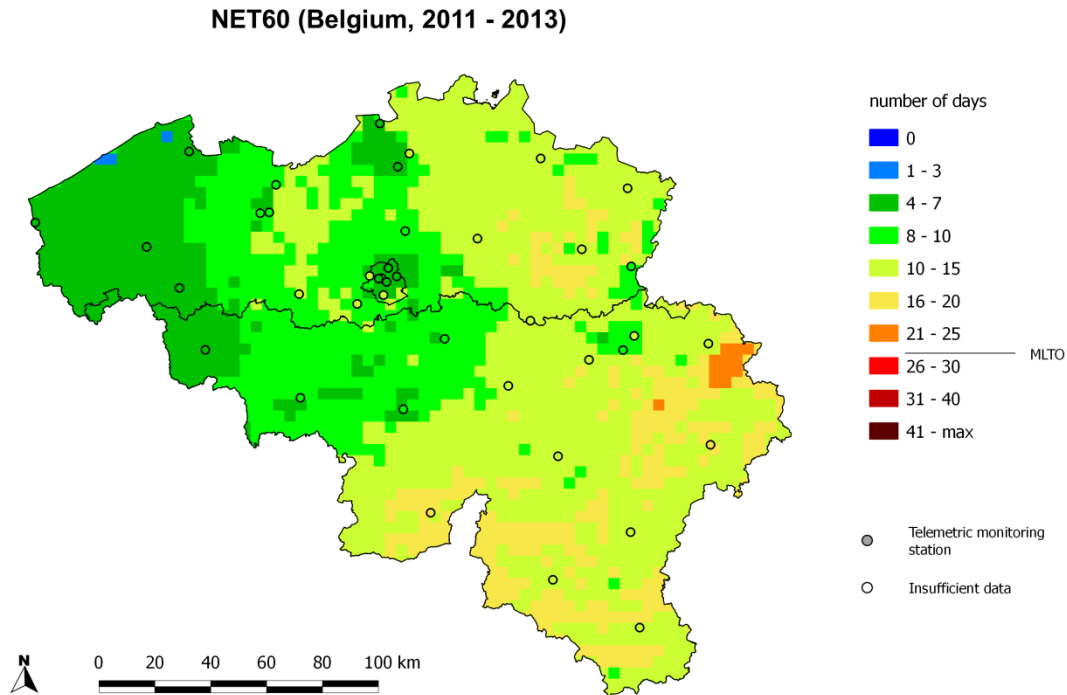 NET60 (Belgium, 2011 - 2013)
number of days
0
1 - 3
4 - 7
8 - 10
10 - 15
16 - 20
21 - 25
MLTO
26 - 30
31 - 40
41 - max
Telemetric monitoring
station
Insufficient data
N
0 20 40 60 80 100 km